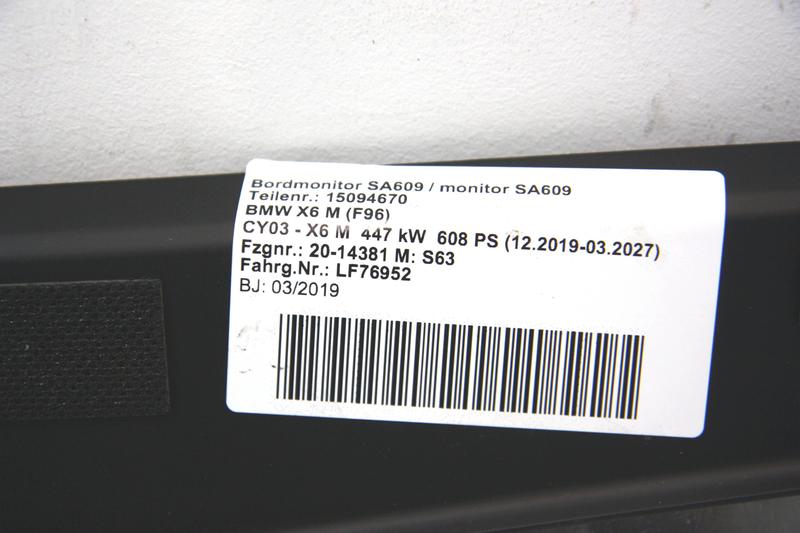 Bordmonitor SA609 / monitor SA609
Teilenr.: 15094670
BMW X6 M (F96)
CY03 - X6 M 447 kW 608 PS (12.2019-03.2027)
Fzgnr.: 20-14381 M: S63
Fahrg.Nr.: LF76952
BJ: 03/2019